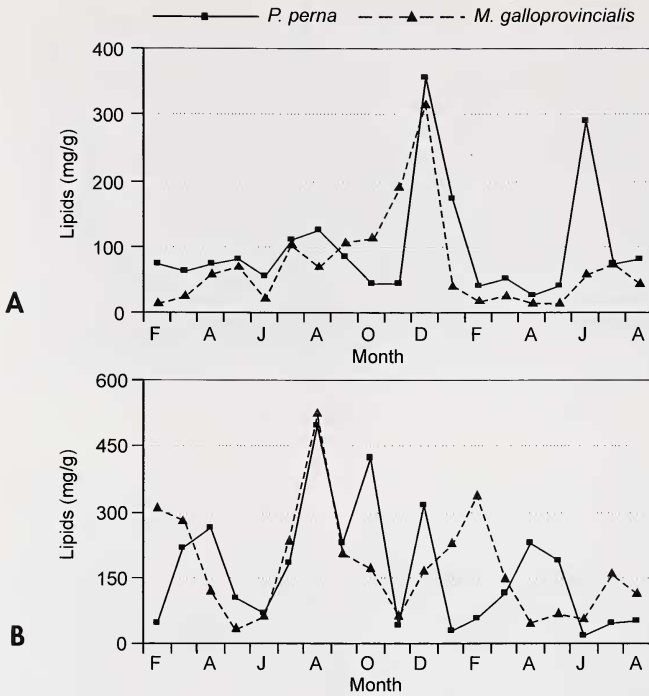 P. perna M. galloprovincialis
400
300
200
100
0
Lipids (mg/g)
F A J A O D F A J A
Month
A
600
450
300
150
0
Lipids (mg/g)
F A J A O D F A J A
Month
B